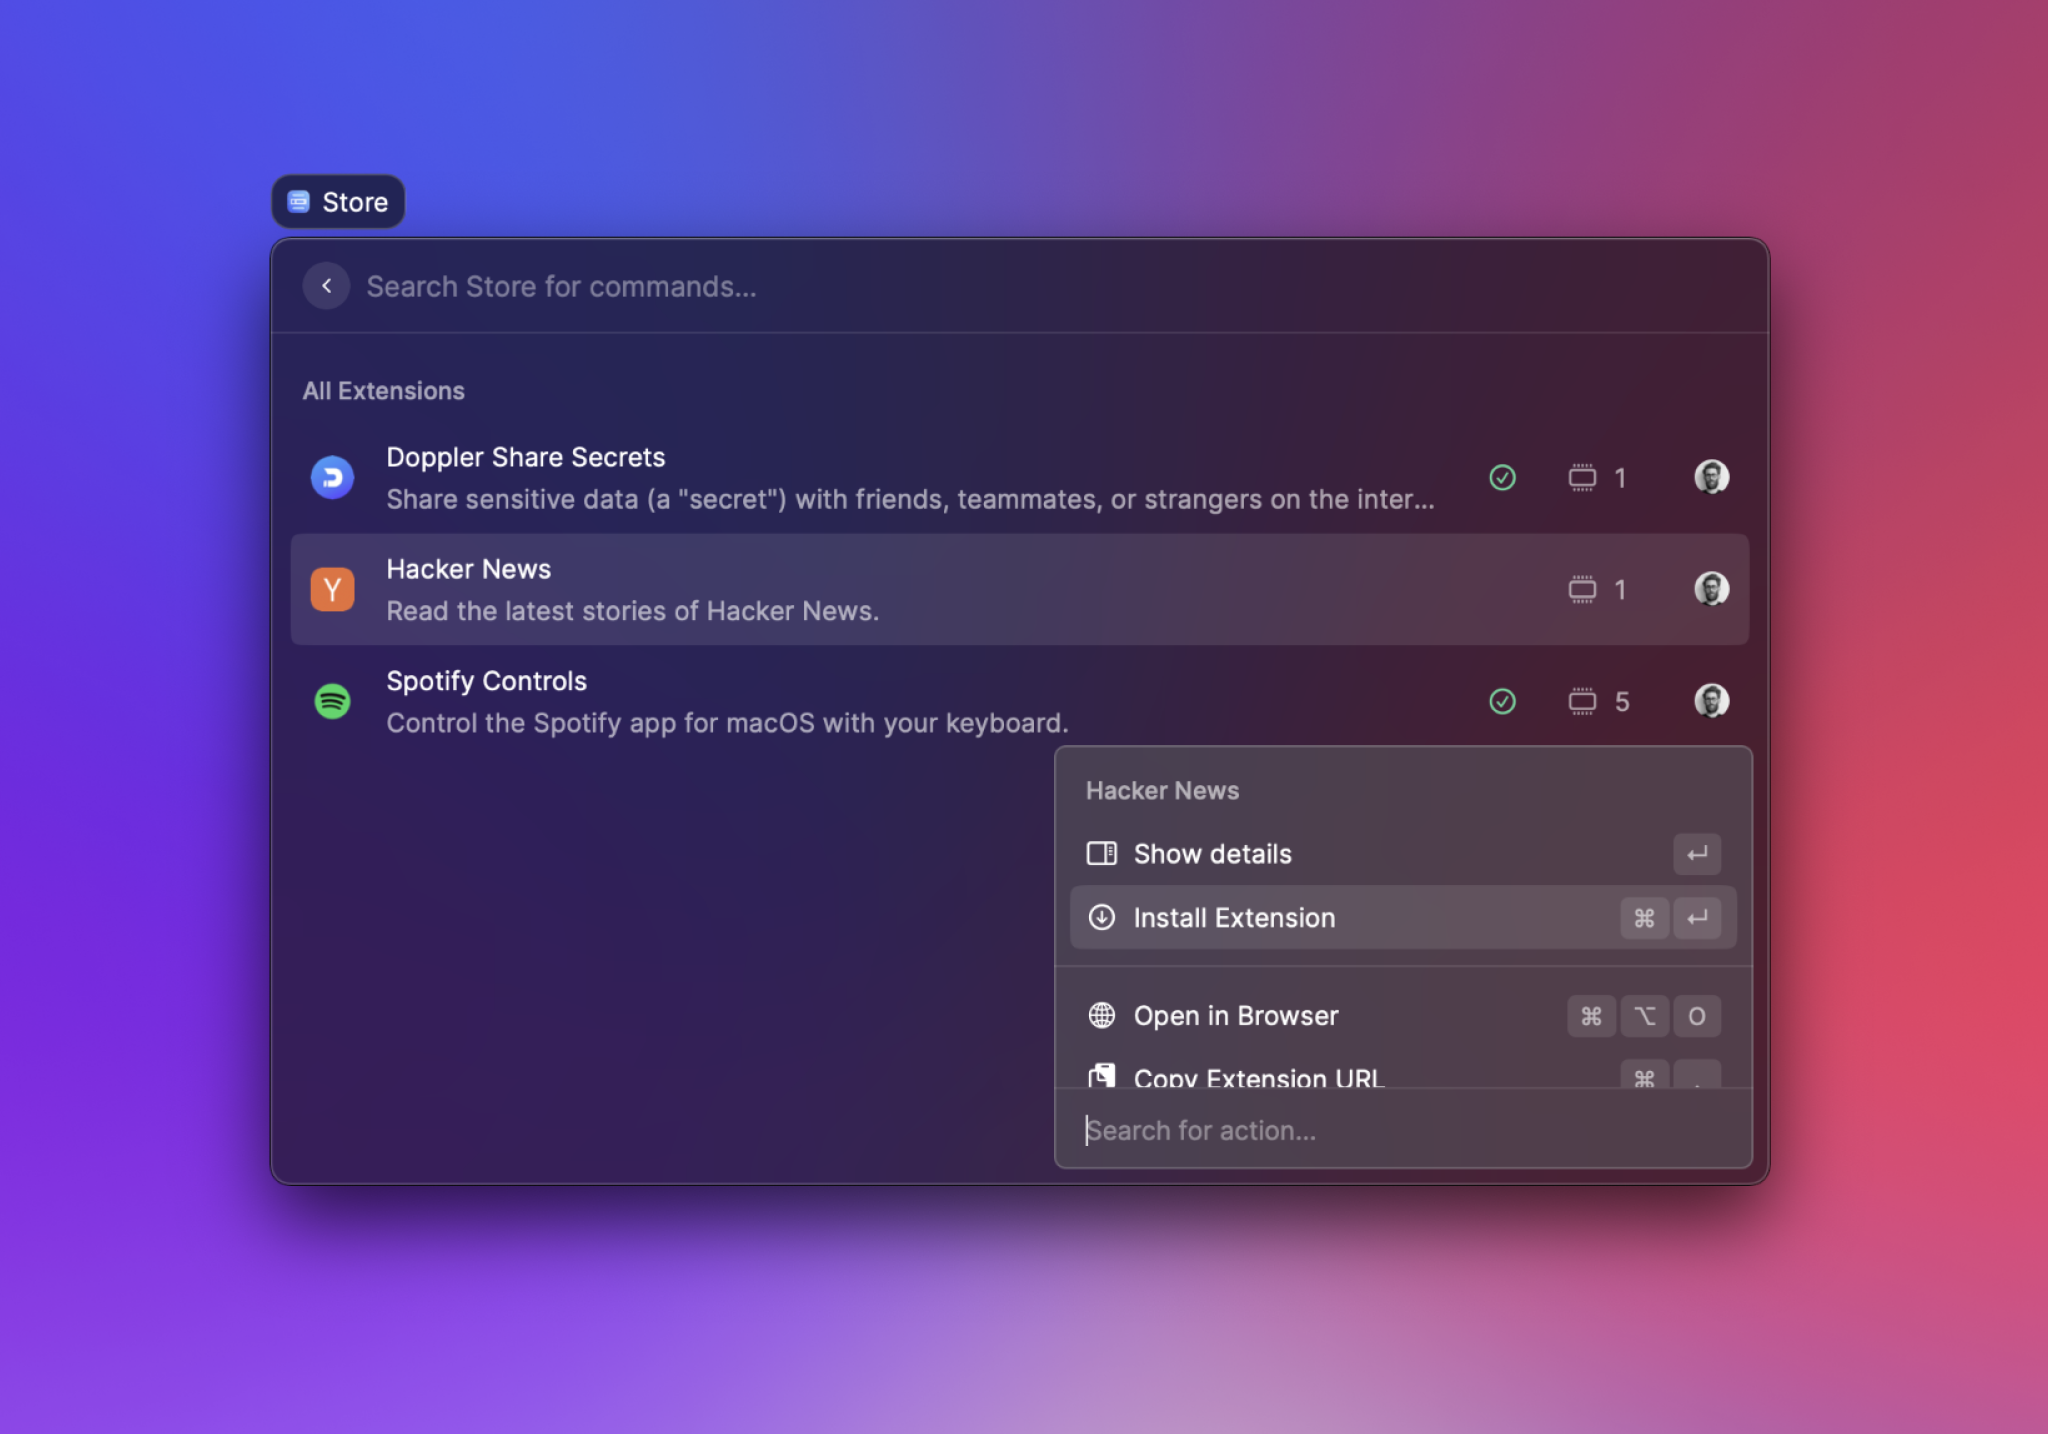 Store
Search Store for commands...
All Extensions
Doppler Share Secrets
Share sensitive data (a "secret") with friends, teammates, or strangers on the inter...
1
Hacker News
Read the latest stories of Hacker News.
1
Spotify Controls
Control the Spotify app for macOS with your keyboard.
5
Hacker News
Show details ↵
Install Extension ⌘ ↵
Open in Browser ⌘ ⌥ O
Copy Extension URL ⌘
Search for action...